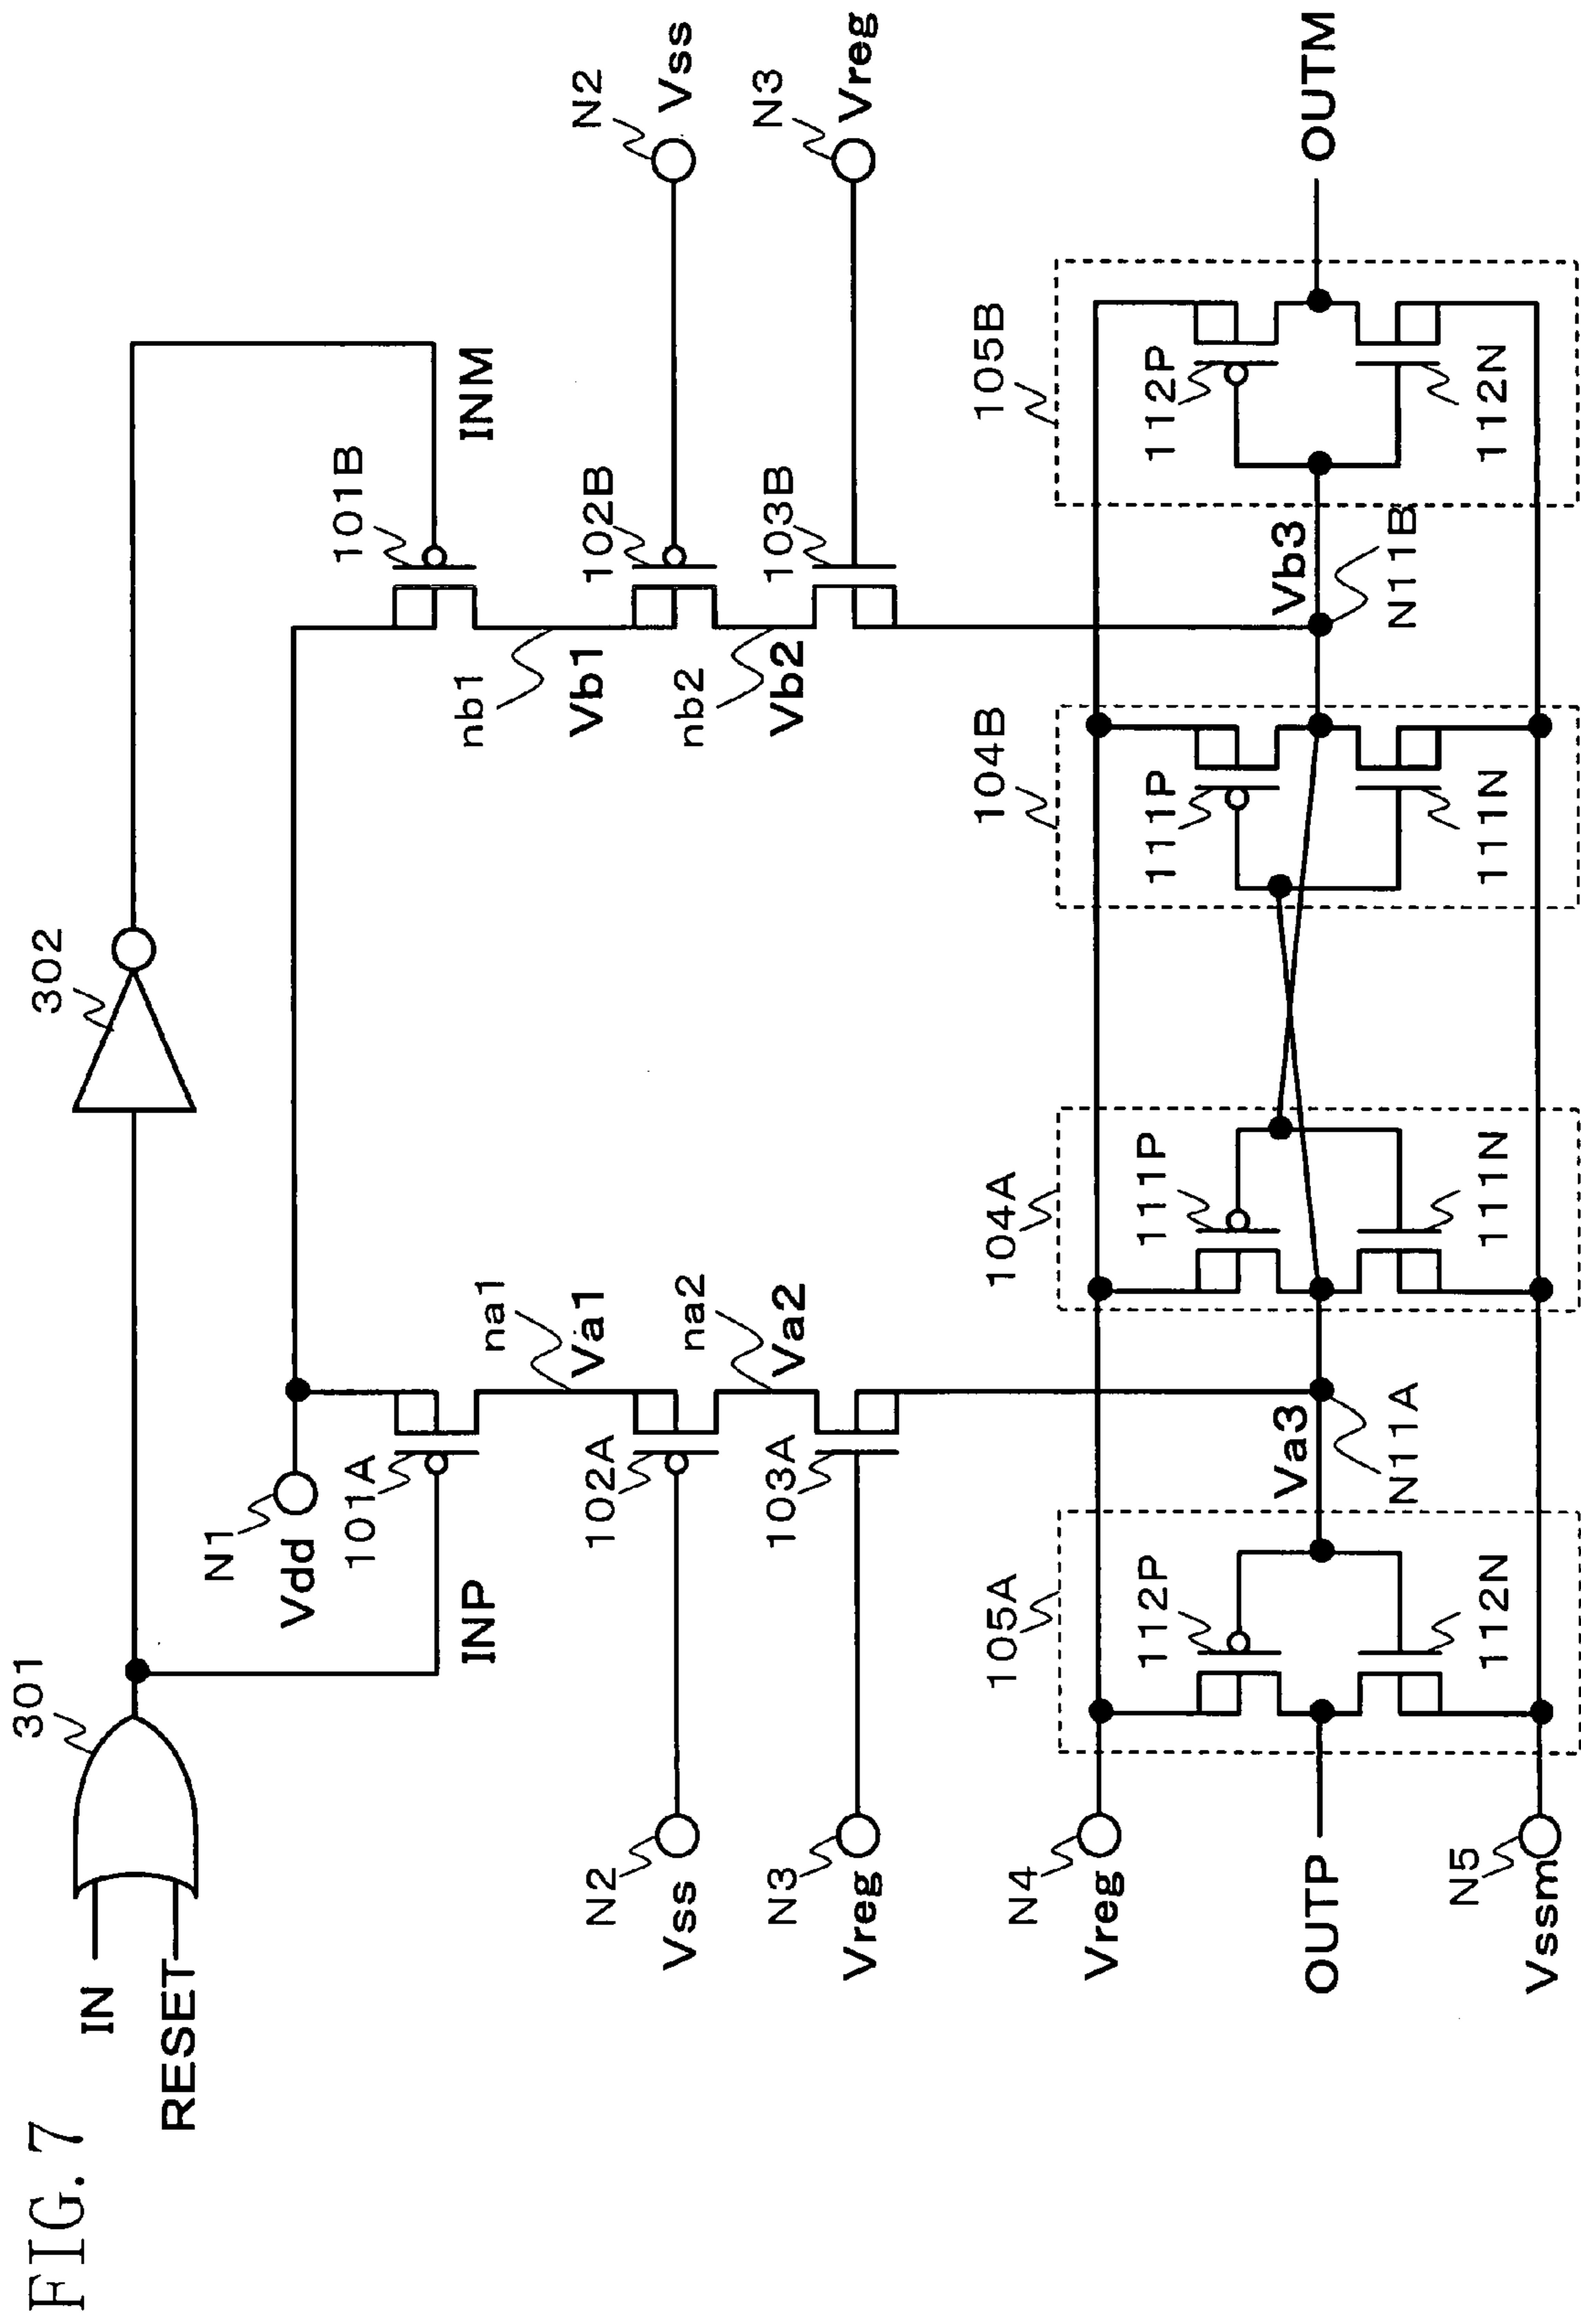 FIG. 7
IN
RESET
301
302
N1
Vdd
101A
INP
na1
Va1
N2
Vss
102A
na2
Va2
N3
Vreg
103A
101B
INM
nb1
Vb1
102B
N2
Vss
nb2
Vb2
103B
N3
Vreg
N4
Vreg
OUTP
N5
Vssm
105A
112P
112N
Va3
N11A
104A
111P
111N
104B
111P
111N
Vb3
N11B
105B
112P
112N
OUTM